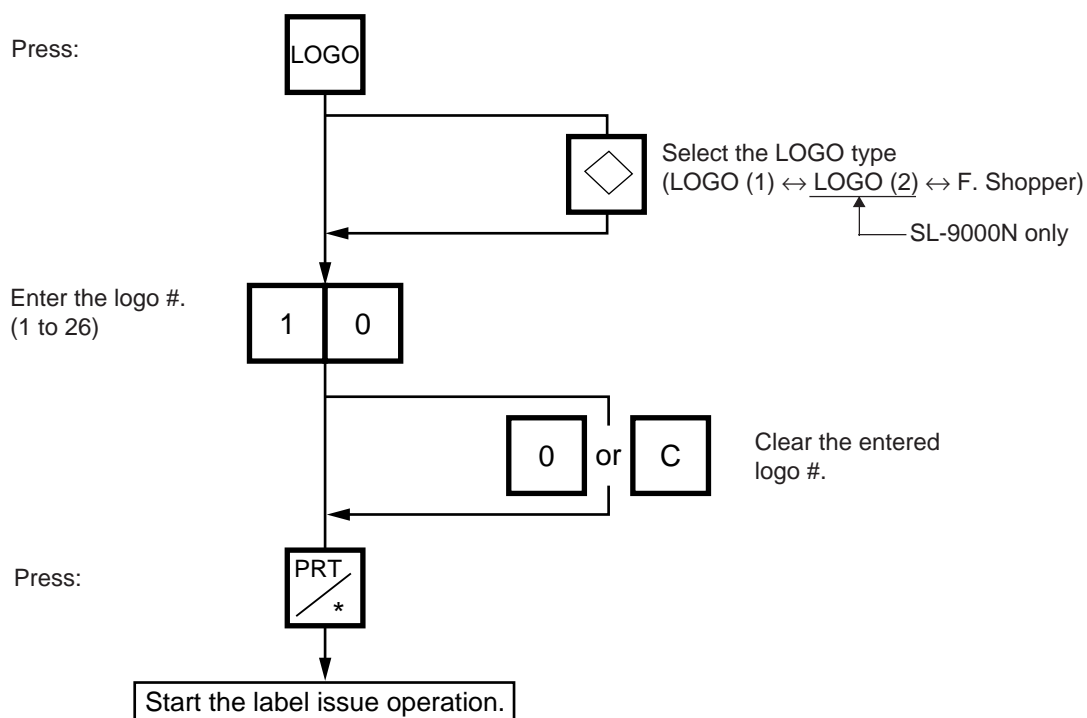 Press:
LOGO
Select the LOGO type
(LOGO (1) ↔ LOGO (2) ↔ F. Shopper)
SL-9000N only
Enter the logo #.
(1 to 26)
1 0
0 or C
Clear the entered
logo #.
Press:
PRT
*
Start the label issue operation.